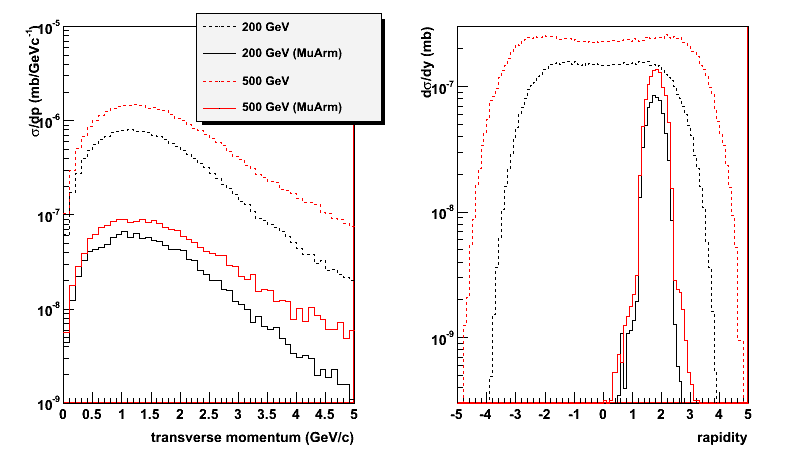 200 GeV
200 GeV (MuArm)
500 GeV
500 GeV (MuArm)
σ/dp (mb/GeVc⁻¹)
10⁻⁵
10⁻⁶
10⁻⁷
10⁻⁸
10⁻⁹
0 0.5 1 1.5 2 2.5 3 3.5 4 4.5 5
transverse momentum (GeV/c)
dσ/dy (mb)
10⁻⁷
10⁻⁸
10⁻⁹
-5 -4 -3 -2 -1 0 1 2 3 4 5
rapidity